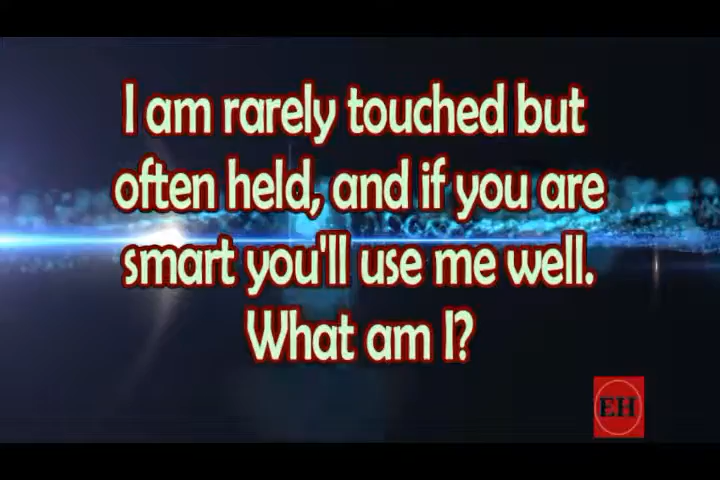 I am rarely touched but
often held, and if you are
smart you'll use me well.
What am I?
EH